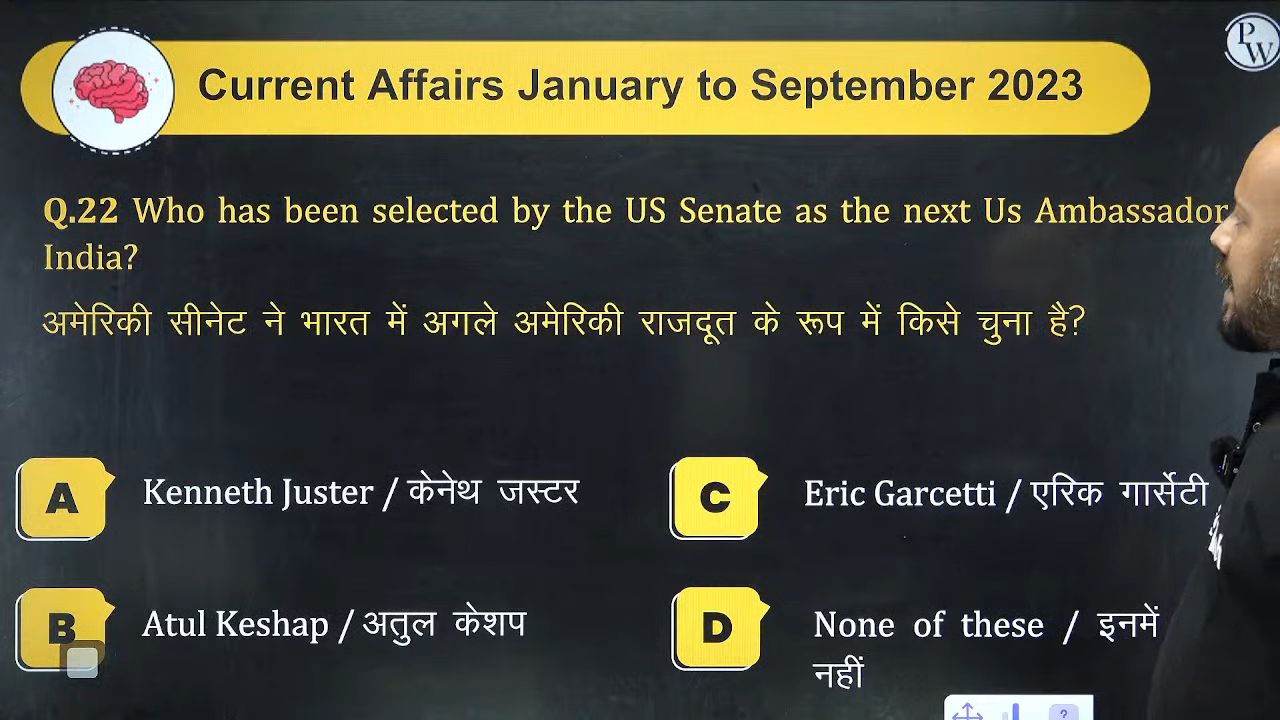 PW
Current Affairs January to September 2023
Q.22 Who has been selected by the US Senate as the next Us Ambassador
India?
अमेरिकी सीनेट ने भारत में अगले अमेरिकी राजदूत के रूप में किसे चुना है?
A Kenneth Juster / केनेथ जस्टर
C Eric Garcetti / एरिक गार्सेटी
B Atul Keshap / अतुल केशप
D None of these / इनमें
नहीं
?